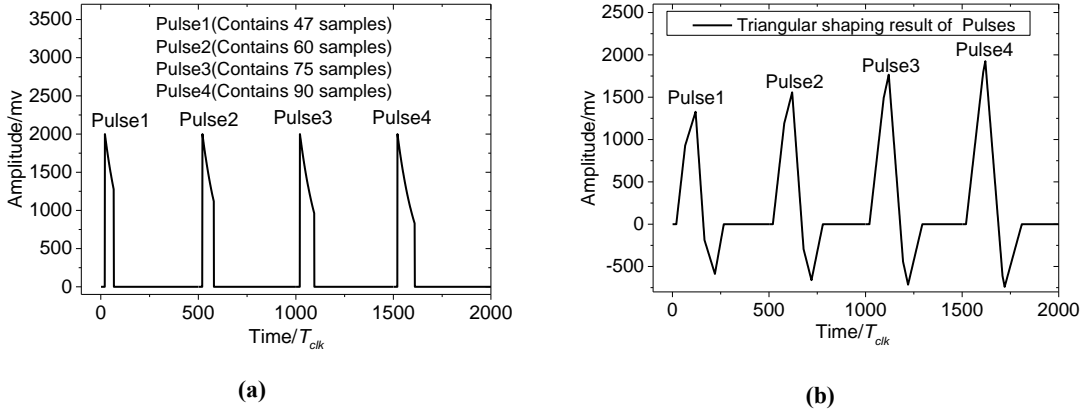 3500
3000
2500
2000
1500
1000
500
0
Amplitude/mv
Pulse1(Contains 47 samples)
Pulse2(Contains 60 samples)
Pulse3(Contains 75 samples)
Pulse4(Contains 90 samples)
Pulse1 Pulse2 Pulse3 Pulse4
0 500 1000 1500 2000
Time/Tclk
(a)
2500
2000
1500
1000
500
0
-500
Amplitude/mv
Triangular shaping result of Pulses
Pulse1
Pulse2
Pulse3
Pulse4
0 500 1000 1500 2000
Time/Tclk
(b)